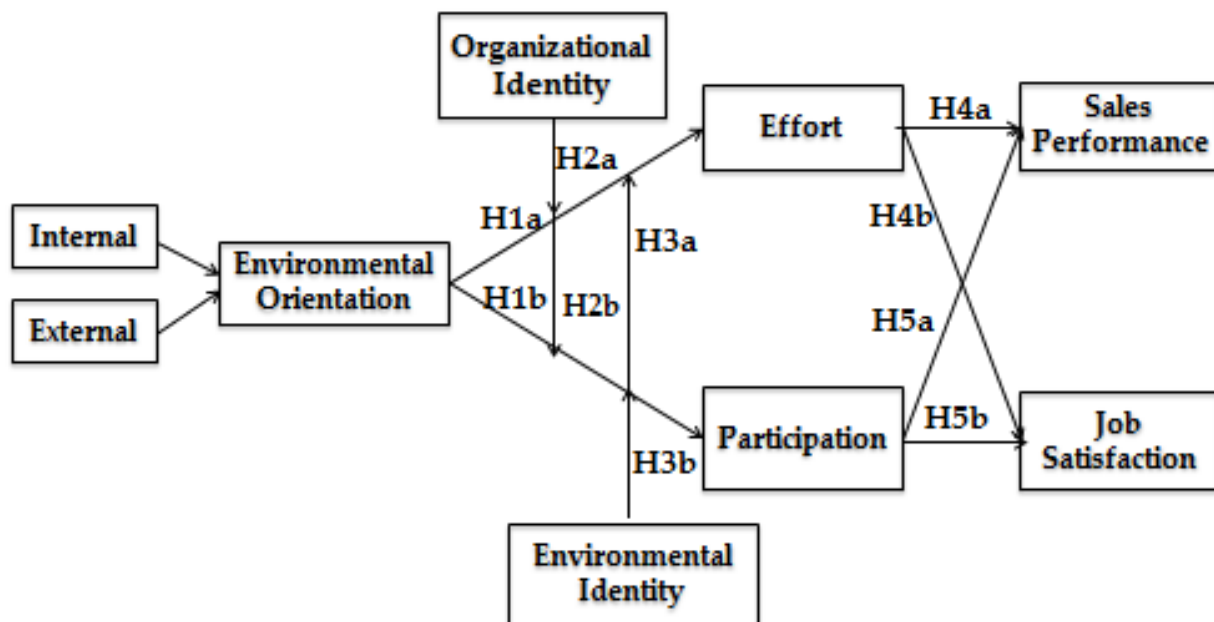 Organizational
Identity
Effort
H4a
Sales
Performance
H2a
H1a
H3a
H4b
Internal
External
Environmental
Orientation
H1b
H2b
H5a
Participation
H5b
Job
Satisfaction
H3b
Environmental
Identity